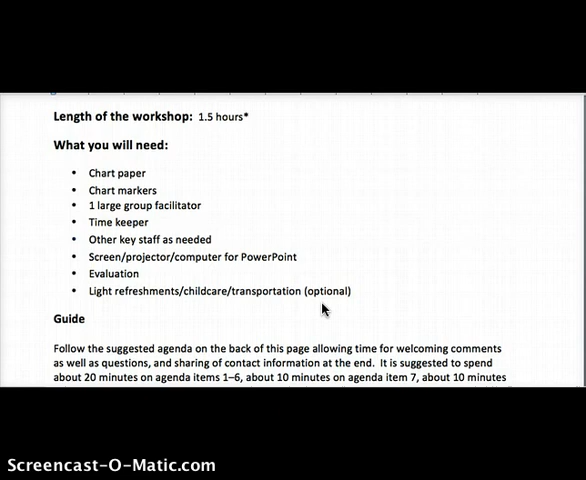 Length of the workshop: 1.5 hours*
What you will need:
• Chart paper
• Chart markers
• 1 large group facilitator
• Time keeper
• Other key staff as needed
• Screen/projector/computer for PowerPoint
• Evaluation
• Light refreshments/childcare/transportation (optional)
Guide
Follow the suggested agenda on the back of this page allowing time for welcoming comments
as well as questions, and sharing of contact information at the end. It is suggested to spend
about 20 minutes on agenda items 1–6, about 10 minutes on agenda item 7, about 10 minutes
Screencast-O-Matic.com